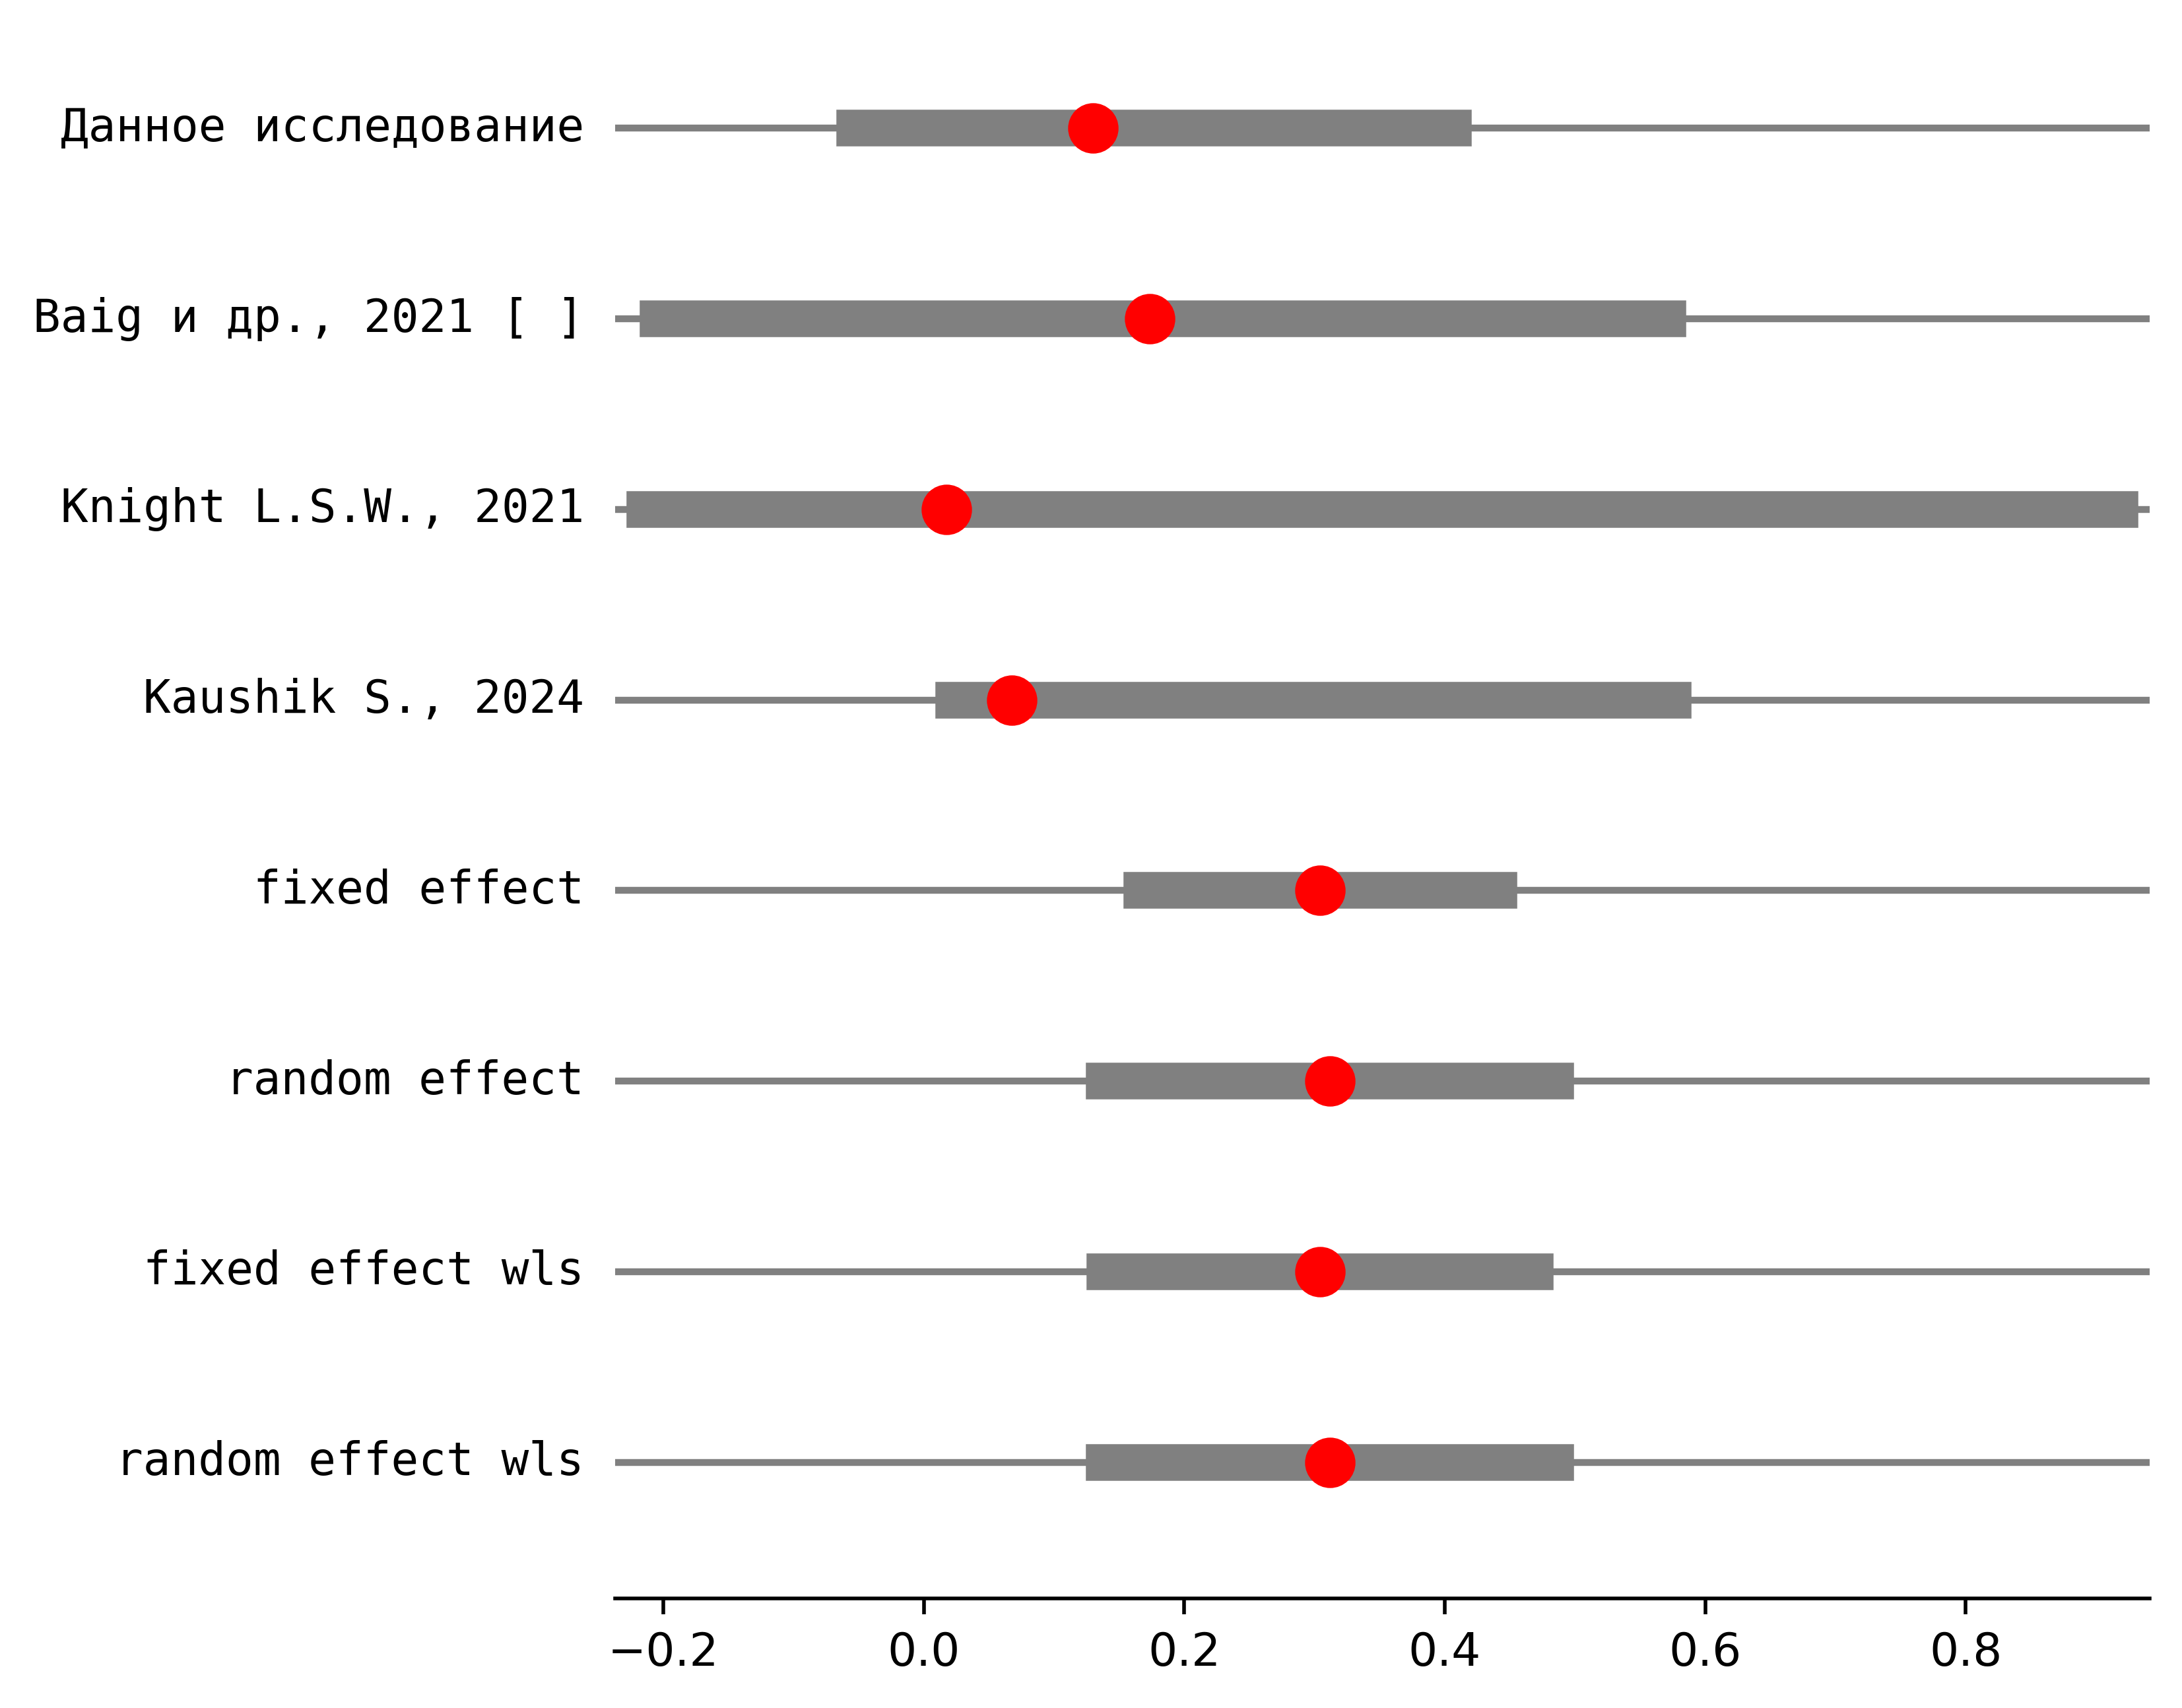 Данное исследование
Baig и др., 2021 [ ]
Knight L.S.W., 2021
Kaushik S., 2024
fixed effect
random effect
fixed effect wls
random effect wls
−0.2 0.0 0.2 0.4 0.6 0.8